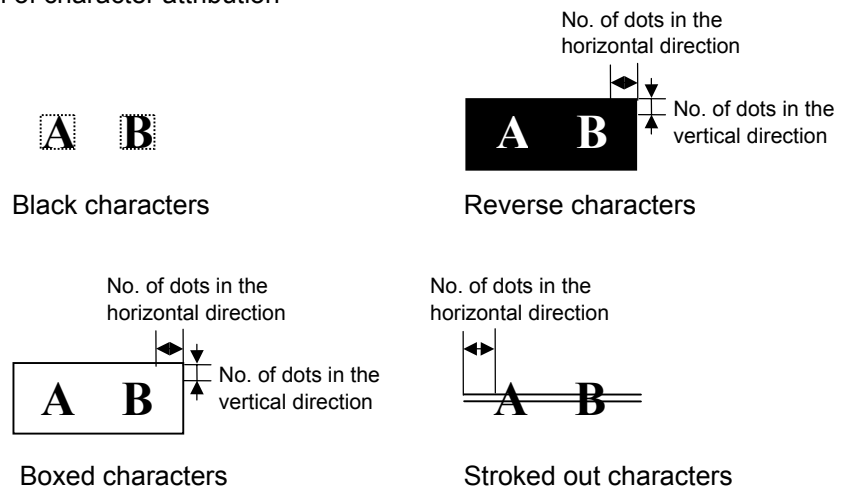 of character attribution
No. of dots in the
horizontal direction
No. of dots in the
vertical direction
A B
A B
Black characters
Reverse characters
No. of dots in the
horizontal direction
No. of dots in the
horizontal direction
No. of dots in the
vertical direction
A B
A B
Boxed characters
Stroked out characters